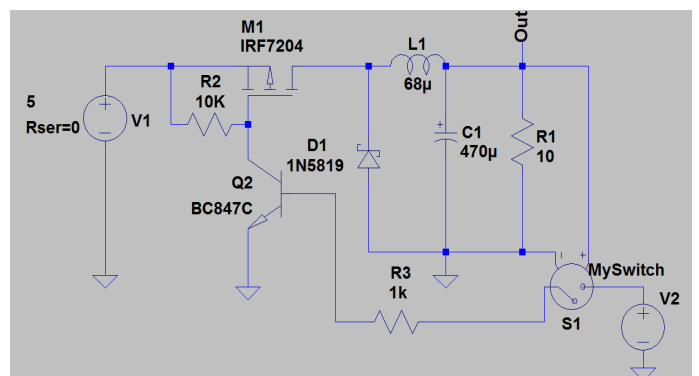 M1
IRF7204
Out
L1
68µ
5
Rser=0
V1
R2
10K
D1
1N5819
+
C1
470µ
R1
10
Q2
BC847C
R3
1k
MySwitch
S1
V2